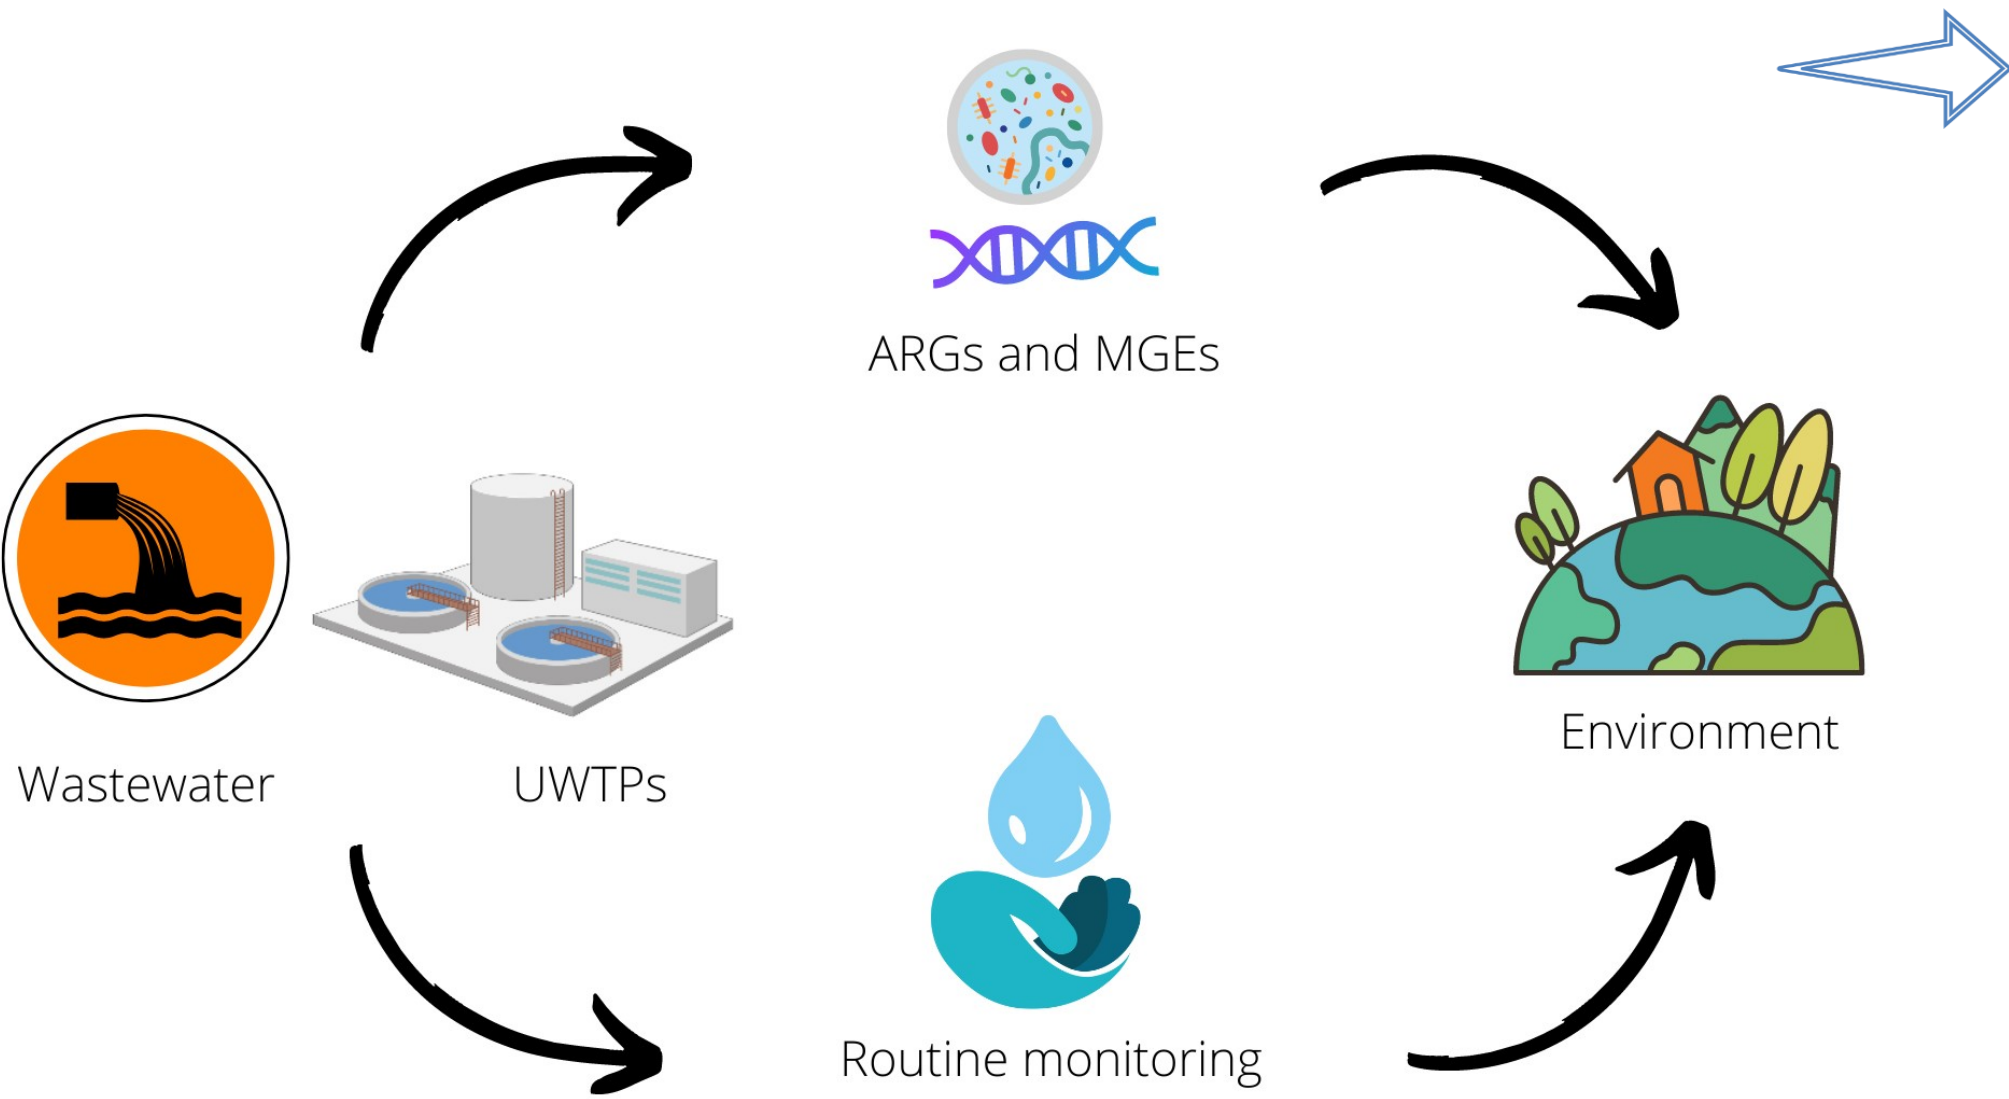 ARGs and MGEs
Environment
Wastewater
UWTPs
Routine monitoring